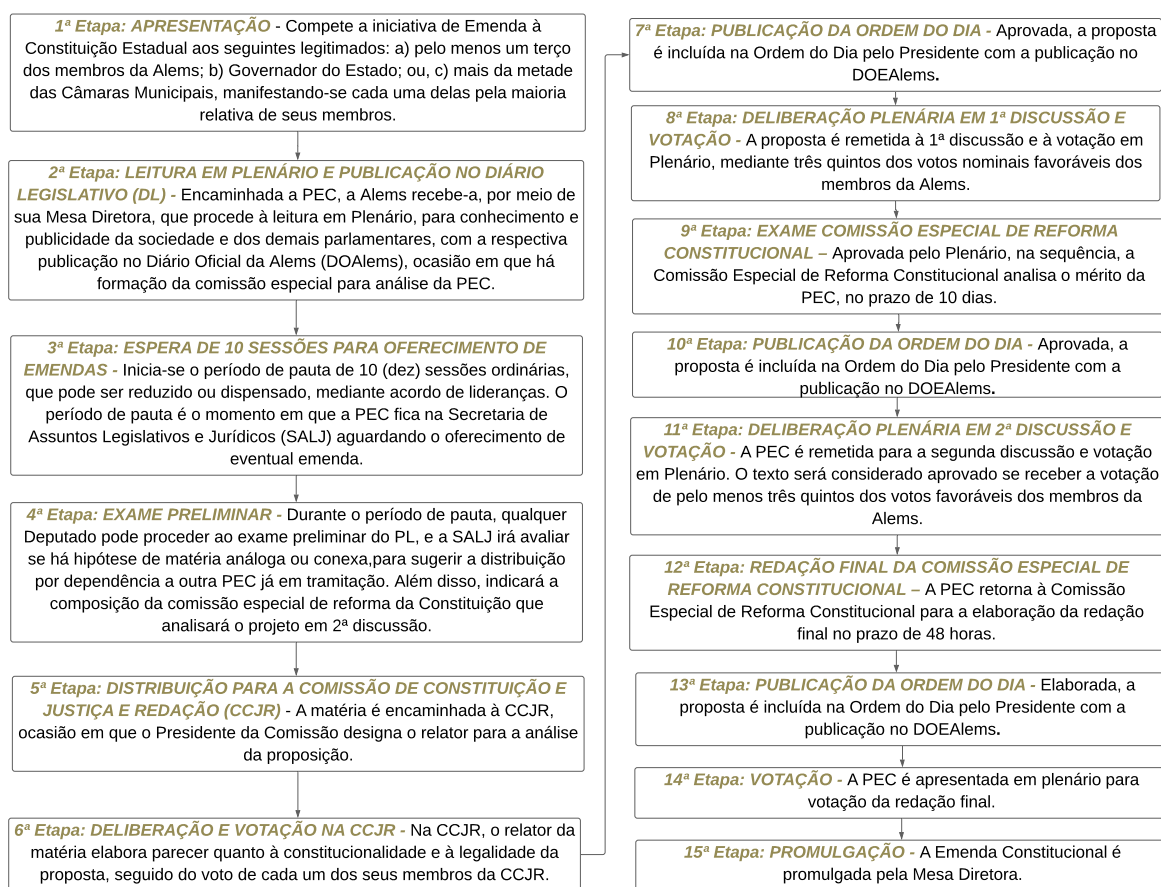 1ª Etapa: APRESENTAÇÃO - Compete a iniciativa de Emenda à
Constituição Estadual aos seguintes legitimados: a) pelo menos um terço
dos membros da Alems; b) Governador do Estado; ou, c) mais da metade
das Câmaras Municipais, manifestando-se cada uma delas pela maioria
relativa de seus membros.
2ª Etapa: LEITURA EM PLENÁRIO E PUBLICAÇÃO NO DIÁRIO
LEGISLATIVO (DL) - Encaminhada a PEC, a Alems recebe-a, por meio de
sua Mesa Diretora, que procede à leitura em Plenário, para conhecimento e
publicidade da sociedade e dos demais parlamentares, com a respectiva
publicação no Diário Oficial da Alems (DOAlems), ocasião em que há
formação da comissão especial para análise da PEC.
3ª Etapa: ESPERA DE 10 SESSÕES PARA OFERECIMENTO DE
EMENDAS - Inicia-se o período de pauta de 10 (dez) sessões ordinárias,
que pode ser reduzido ou dispensado, mediante acordo de lideranças. O
período de pauta é o momento em que a PEC fica na Secretaria de
Assuntos Legislativos e Jurídicos (SALJ) aguardando o oferecimento de
eventual emenda.
4ª Etapa: EXAME PRELIMINAR - Durante o período de pauta, qualquer
Deputado pode proceder ao exame preliminar do PL, e a SALJ irá avaliar
se há hipótese de matéria análoga ou conexa,para sugerir a distribuição
por dependência a outra PEC já em tramitação. Além disso, indicará a
composição da comissão especial de reforma da Constituição que
analisará o projeto em 2ª discussão.
5ª Etapa: DISTRIBUIÇÃO PARA A COMISSÃO DE CONSTITUIÇÃO E
JUSTIÇA E REDAÇÃO (CCJR) - A matéria é encaminhada à CCJR,
ocasião em que o Presidente da Comissão designa o relator para a análise
da proposição.
6ª Etapa: DELIBERAÇÃO E VOTAÇÃO NA CCJR - Na CCJR, o relator da
matéria elabora parecer quanto à constitucionalidade e à legalidade da
proposta, seguido do voto de cada um dos seus membros da CCJR.
7ª Etapa: PUBLICAÇÃO DA ORDEM DO DIA - Aprovada, a proposta
é incluída na Ordem do Dia pelo Presidente com a publicação no
DOEAlems.
8ª Etapa: DELIBERAÇÃO PLENÁRIA EM 1ª DISCUSSÃO E
VOTAÇÃO - A proposta é remetida à 1ª discussão e à votação em
Plenário, mediante três quintos dos votos nominais favoráveis dos
membros da Alems.
9ª Etapa: EXAME COMISSÃO ESPECIAL DE REFORMA
CONSTITUCIONAL – Aprovada pelo Plenário, na sequência, a
Comissão Especial de Reforma Constitucional analisa o mérito da
PEC, no prazo de 10 dias.
10ª Etapa: PUBLICAÇÃO DA ORDEM DO DIA - Aprovada, a
proposta é incluída na Ordem do Dia pelo Presidente com a
publicação no DOEAlems.
11ª Etapa: DELIBERAÇÃO PLENÁRIA EM 2ª DISCUSSÃO E
VOTAÇÃO - A PEC é remetida para a segunda discussão e votação
em Plenário. O texto será considerado aprovado se receber a votação
de pelo menos três quintos dos votos favoráveis dos membros da
Alems.
12ª Etapa: REDAÇÃO FINAL DA COMISSÃO ESPECIAL DE
REFORMA CONSTITUCIONAL – A PEC retorna à Comissão
Especial de Reforma Constitucional para a elaboração da redação
final no prazo de 48 horas.
13ª Etapa: PUBLICAÇÃO DA ORDEM DO DIA - Elaborada, a
proposta é incluída na Ordem do Dia pelo Presidente com a
publicação no DOEAlems.
14ª Etapa: VOTAÇÃO - A PEC é apresentada em plenário para
votação da redação final.
15ª Etapa: PROMULGAÇÃO - A Emenda Constitucional é
promulgada pela Mesa Diretora.